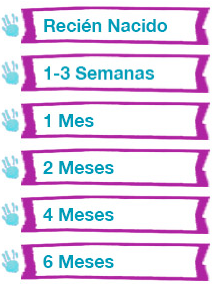 Recién Nacido
1-3 Semanas
1 Mes
2 Meses
4 Meses
6 Meses